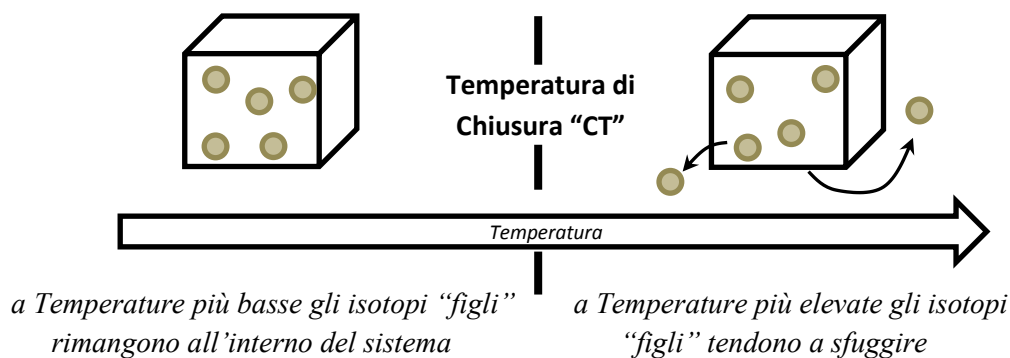 Temperatura di
Chiusura “CT”
Temperatura
a Temperature più basse gli isotopi “figli”
rimangono all’interno del sistema
a Temperature più elevate gli isotopi
“figli” tendono a sfuggire